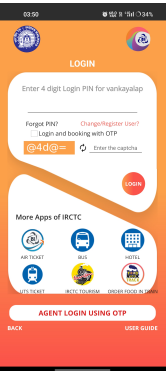 03:50
34%
LOGIN
Enter 4 digit Login PIN for vankayalap
Forgot PIN? Change/Register User?
Login and booking with OTP
@4d@= Enter the captcha
LOGIN
More Apps of IRCTC
AIR TICKET BUS HOTEL
UTS TICKET IRCTC TOURISM ORDER FOOD IN TRAIN
AGENT LOGIN USING OTP
BACK USER GUIDE